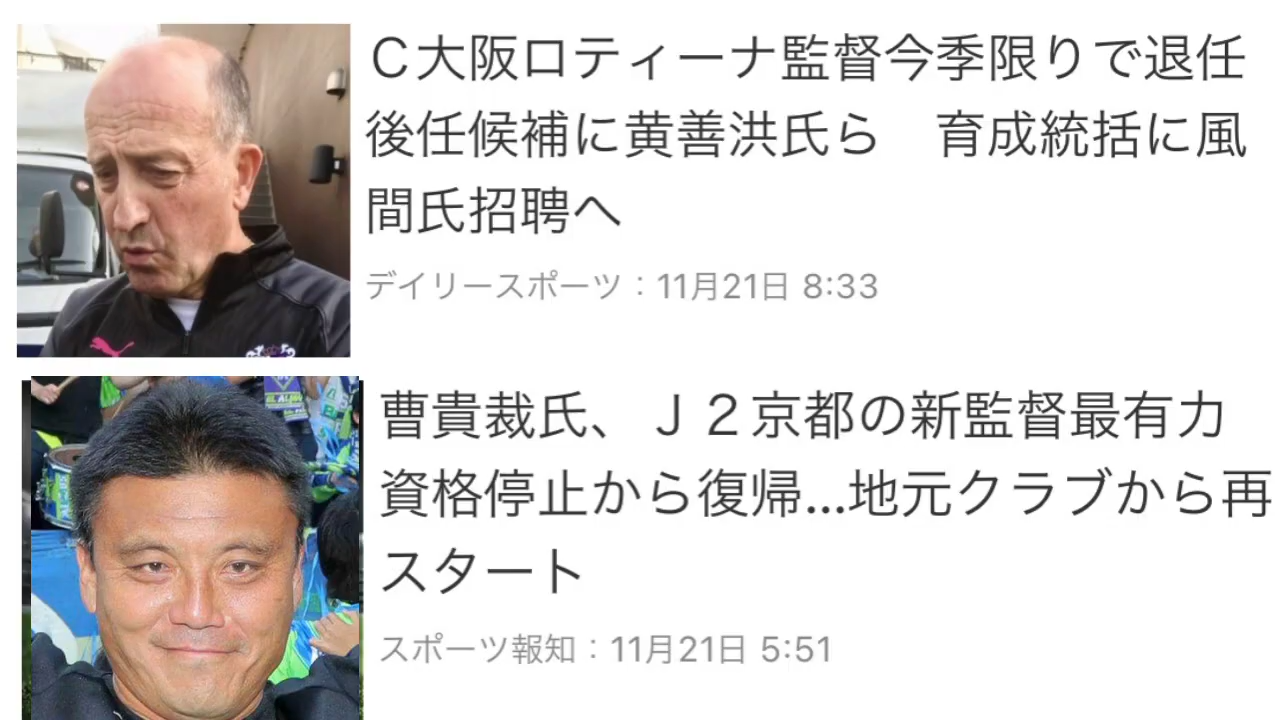 Ｃ大阪ロティーナ監督今季限りで退任
後任候補に黄善洪氏ら　育成統括に風
間氏招聘へ
デイリースポーツ：11月21日 8:33
曹貴裁氏、Ｊ２京都の新監督最有力
資格停止から復帰...地元クラブから再
スタート
スポーツ報知：11月21日 5:51